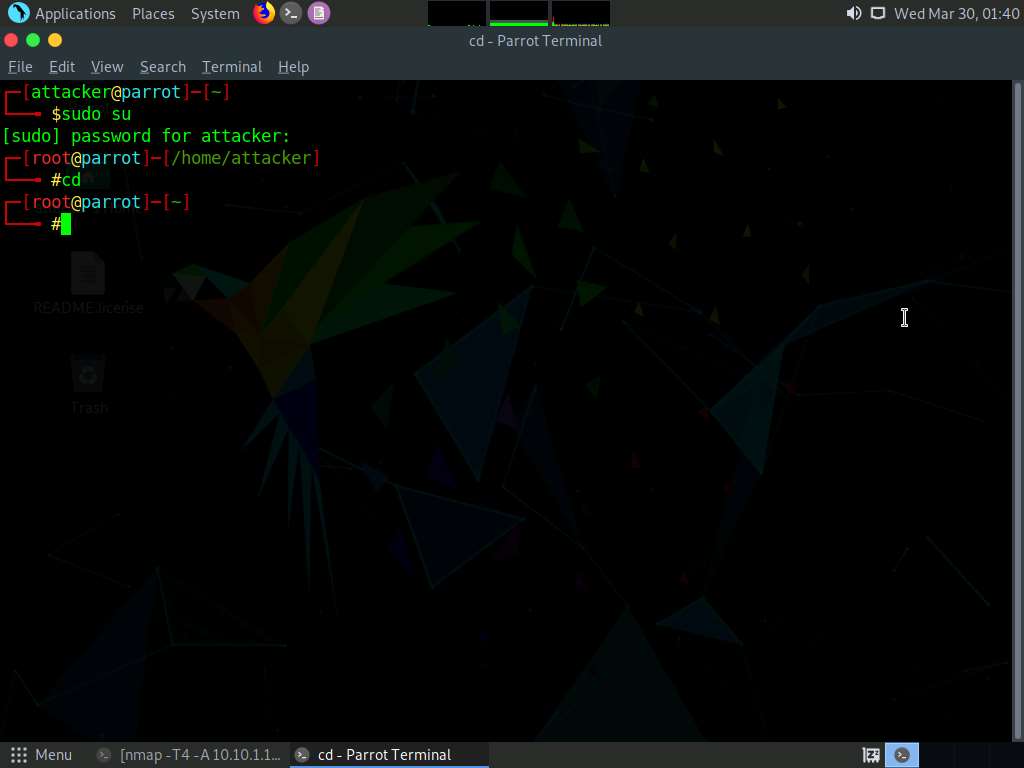 Applications Places System Wed Mar 30, 01:40
cd - Parrot Terminal
File Edit View Search Terminal Help
┌─[attacker@parrot]─[~]
└──╼ $sudo su
[sudo] password for attacker:
┌─[root@parrot]─[/home/attacker]
└──╼ #cd
┌─[root@parrot]─[~]
└──╼ #
README.license
Trash
Menu [nmap -T4 -A 10.10.1.1... cd - Parrot Terminal